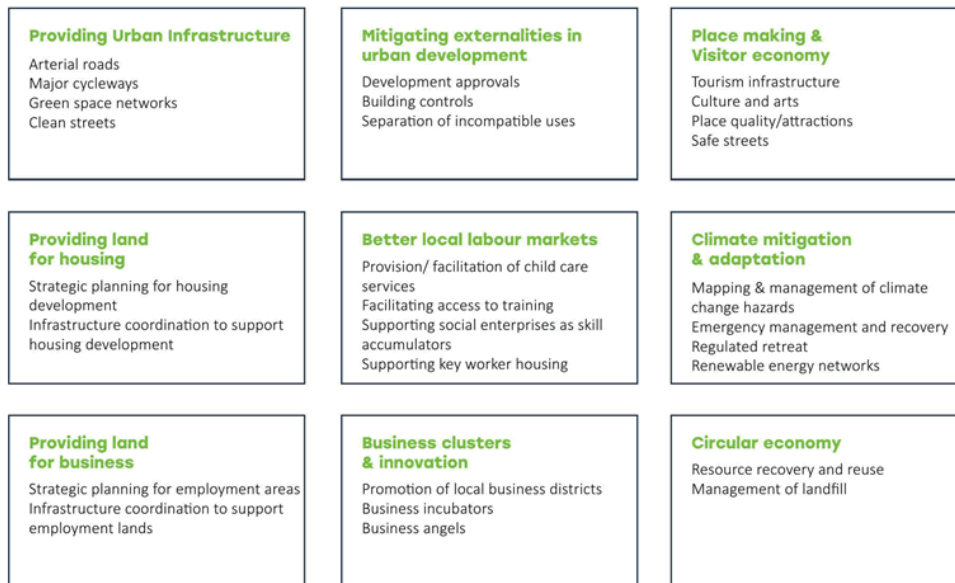 Providing Urban Infrastructure
Arterial roads
Major cycleways
Green space networks
Clean streets
Mitigating externalities in
urban development
Development approvals
Building controls
Separation of incompatible uses
Place making &
Visitor economy
Tourism infrastructure
Culture and arts
Place quality/attractions
Safe streets
Providing land
for housing
Strategic planning for housing
development
Infrastructure coordination to support
housing development
Better local labour markets
Provision/ facilitation of child care
services
Facilitating access to training
Supporting social enterprises as skill
accumulators
Supporting key worker housing
Climate mitigation
& adaptation
Mapping & management of climate
change hazards
Emergency management and recovery
Regulated retreat
Renewable energy networks
Providing land
for business
Strategic planning for employment areas
Infrastructure coordination to support
employment lands
Business clusters
& innovation
Promotion of local business districts
Business incubators
Business angels
Circular economy
Resource recovery and reuse
Management of landfill